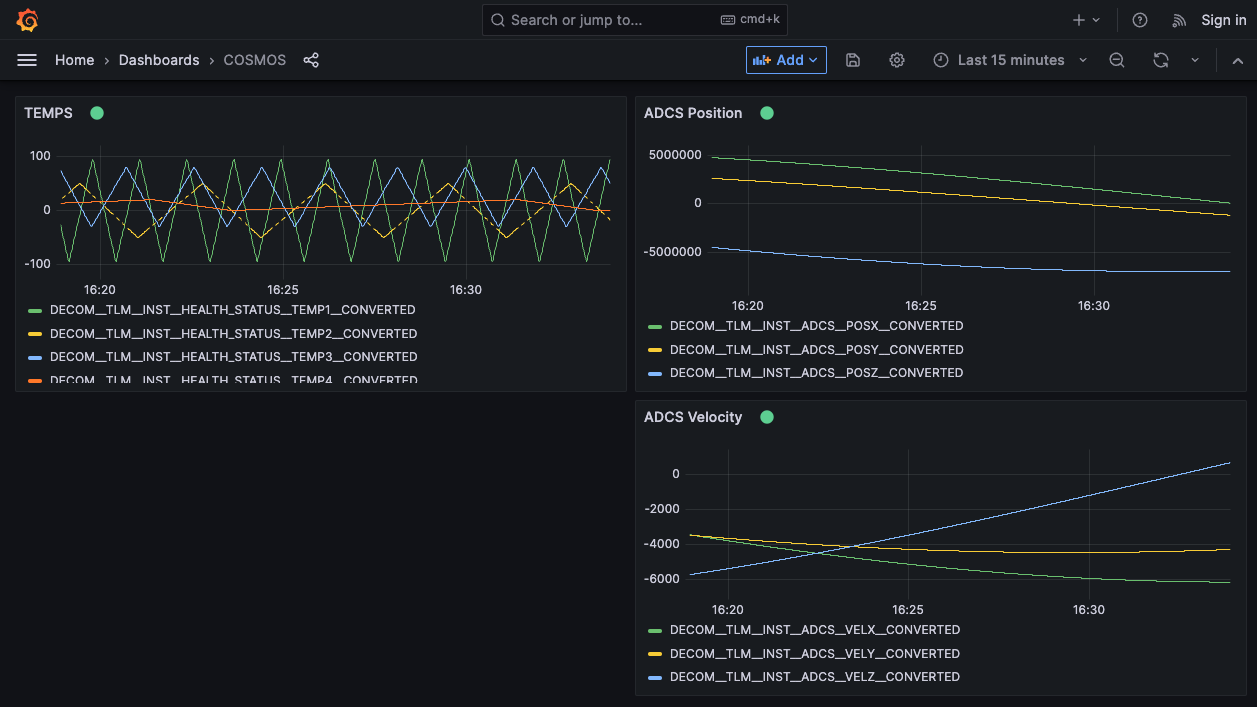 Search or jump to... cmd+k
Sign in
Home › Dashboards › COSMOS
Add
Last 15 minutes
TEMPS
100
0
-100
16:20 16:25 16:30
DECOM__TLM__INST__HEALTH_STATUS__TEMP1__CONVERTED
DECOM__TLM__INST__HEALTH_STATUS__TEMP2__CONVERTED
DECOM__TLM__INST__HEALTH_STATUS__TEMP3__CONVERTED
DECOM__TLM__INST__HEALTH_STATUS__TEMP4__CONVERTED
ADCS Position
5000000
0
-5000000
16:20 16:25 16:30
DECOM__TLM__INST__ADCS__POSX__CONVERTED
DECOM__TLM__INST__ADCS__POSY__CONVERTED
DECOM__TLM__INST__ADCS__POSZ__CONVERTED
ADCS Velocity
0
-2000
-4000
-6000
16:20 16:25 16:30
DECOM__TLM__INST__ADCS__VELX__CONVERTED
DECOM__TLM__INST__ADCS__VELY__CONVERTED
DECOM__TLM__INST__ADCS__VELZ__CONVERTED